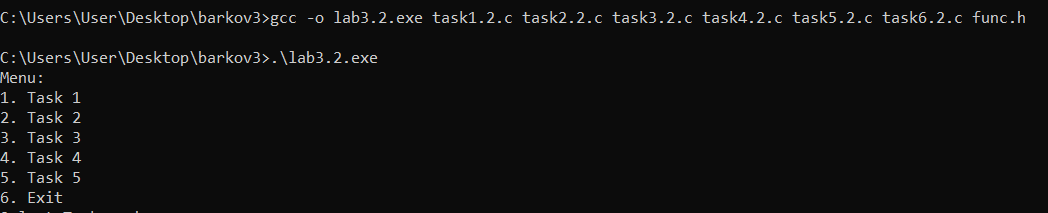 C:\Users\User\Desktop\barkov3>gcc -o lab3.2.exe task1.2.c task2.2.c task3.2.c task4.2.c task5.2.c task6.2.c func.h
C:\Users\User\Desktop\barkov3>.\lab3.2.exe
Menu:
1. Task 1
2. Task 2
3. Task 3
4. Task 4
5. Task 5
6. Exit